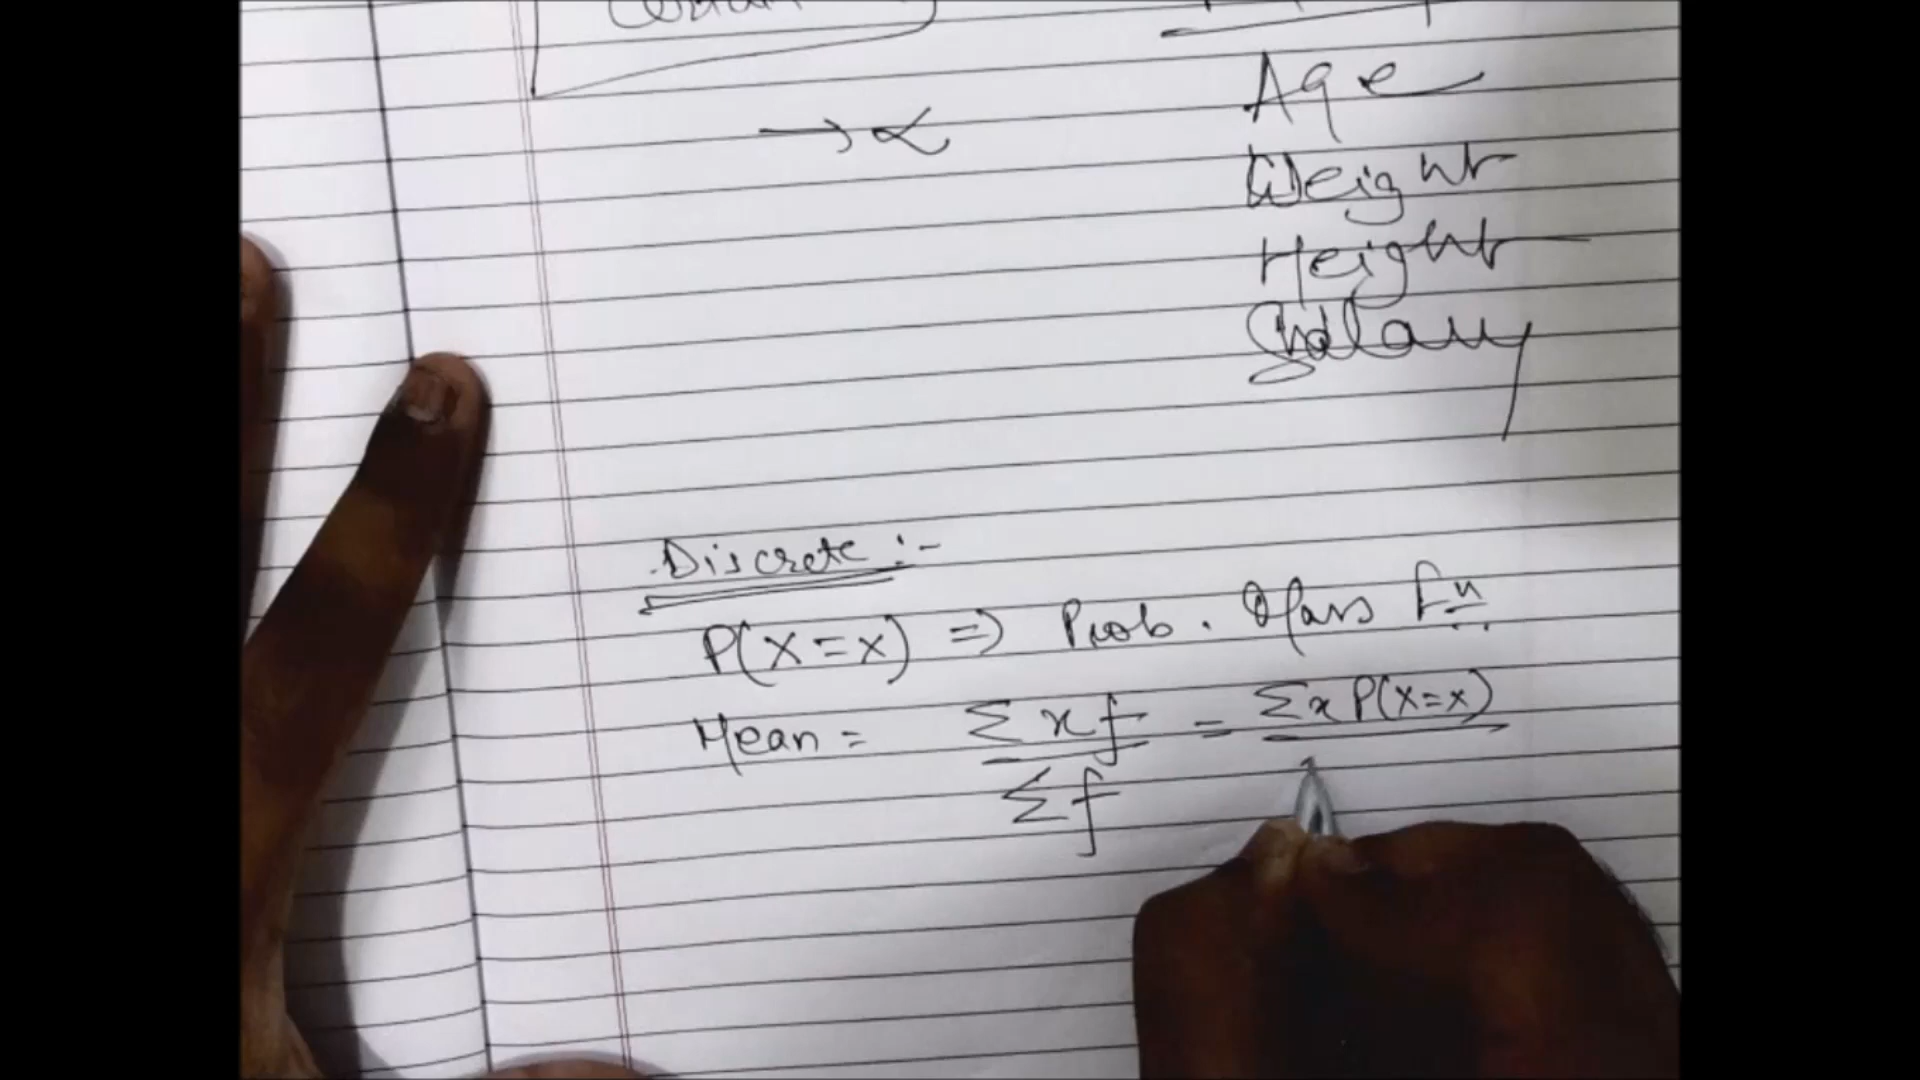 → ∝
Age
Weight
Height
Salary
Discrete :-
P(X=x) => Prob. Mass Fn.
Mean = Σxf / Σf = Σx P(X=x)